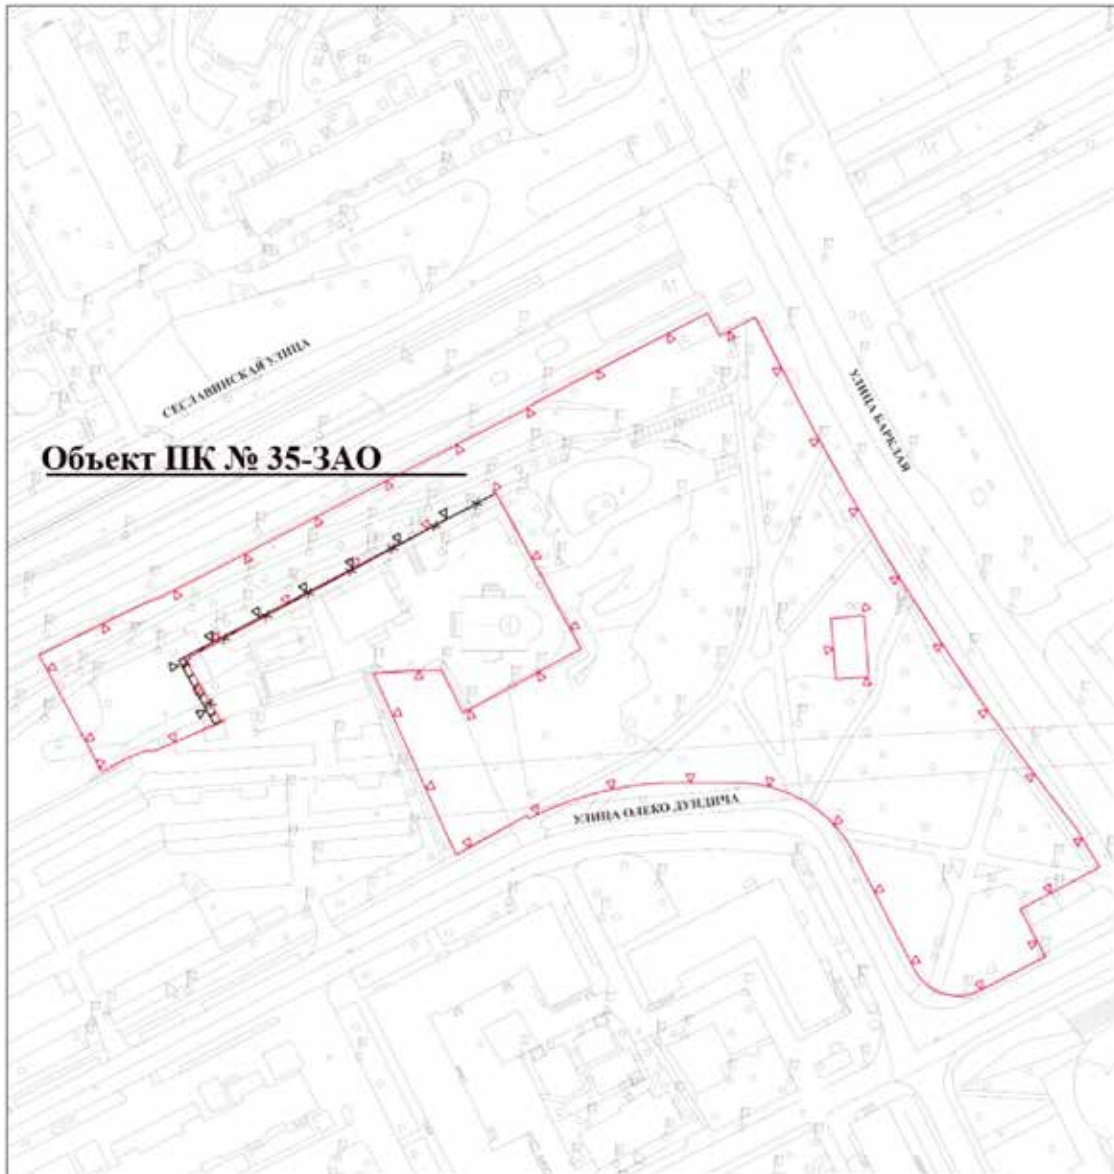 СЕСЛАВИНСКАЯ УЛИЦА
УЛИЦА БАРКЛАЯ
Объект ПК № 35-ЗАО
УЛИЦА ОЛЕКО ДУНДИЧА